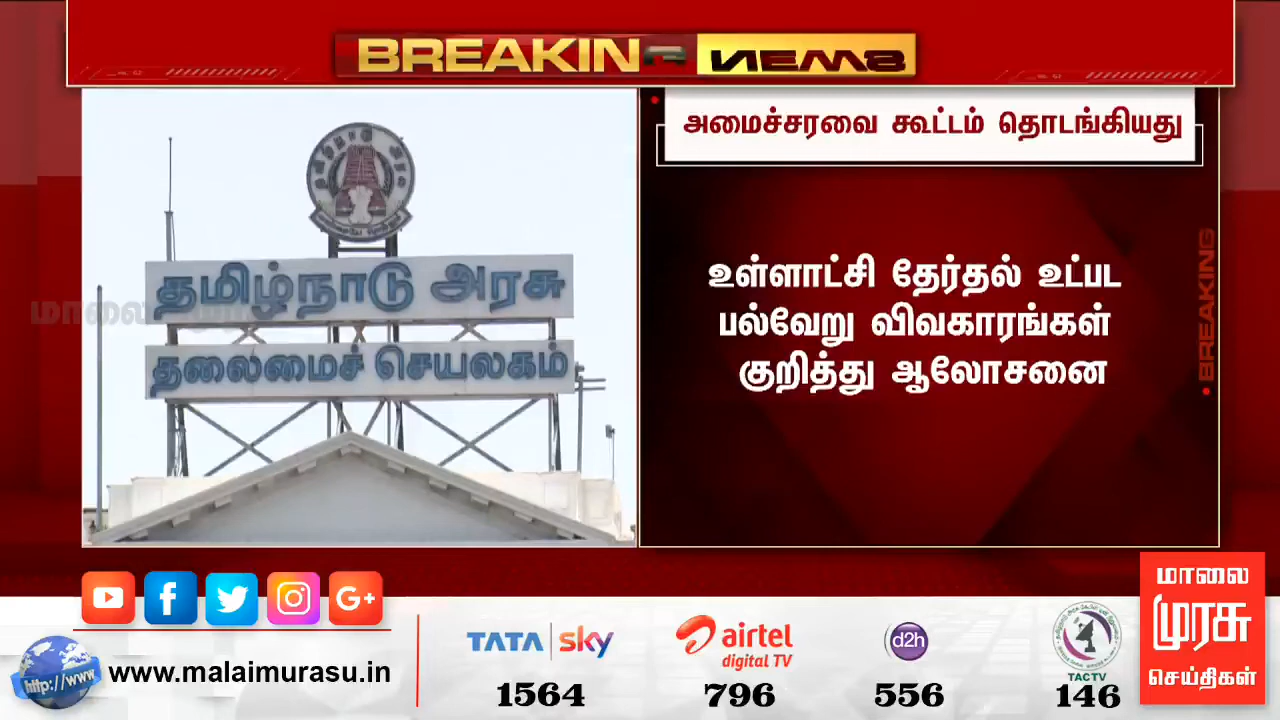 BREAKING NEWS
அமைச்சரவை கூட்டம் தொடங்கியது
தமிழ்நாடு அரசு
தலைமைச் செயலகம்
மாலை முர
உள்ளாட்சி தேர்தல் உட்பட
பல்வேறு விவகாரங்கள்
குறித்து ஆலோசனை
BREAKING
http://www
www.malaimurasu.in
G+
TATA sky
1564
airtel
digital TV
796
d2h
556
TACTV
146
மாலை
முரசு
செய்திகள்